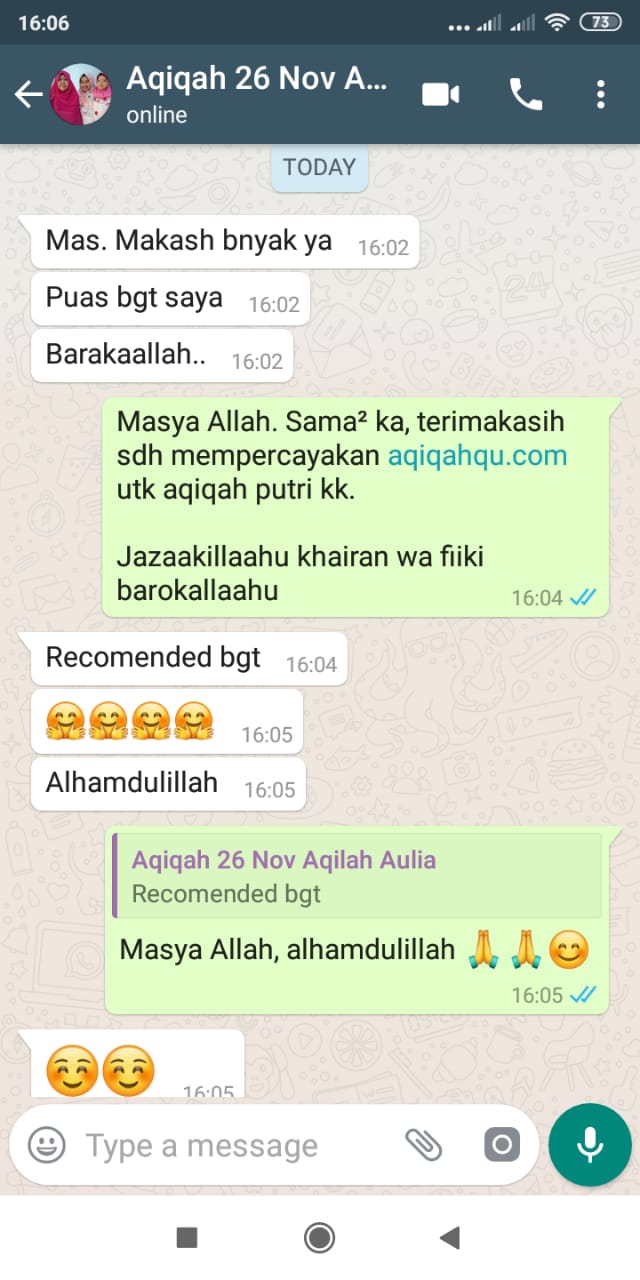 16:06
73
Aqiqah 26 Nov A...
online
TODAY
Mas. Makash bnyak ya 16:02
Puas bgt saya 16:02
Barakaallah.. 16:02
Masya Allah. Sama² ka, terimakasih
sdh mempercayakan aqiqahqu.com
utk aqiqah putri kk.
Jazaakillaahu khairan wa fiiki
barokallaahu 16:04
Recomended bgt 16:04
🤗🤗🤗🤗 16:05
Alhamdulillah 16:05
Aqiqah 26 Nov Aqilah Aulia
Recomended bgt
Masya Allah, alhamdulillah 🙏🙏😊
16:05
☺️☺️ 16:05
Type a message